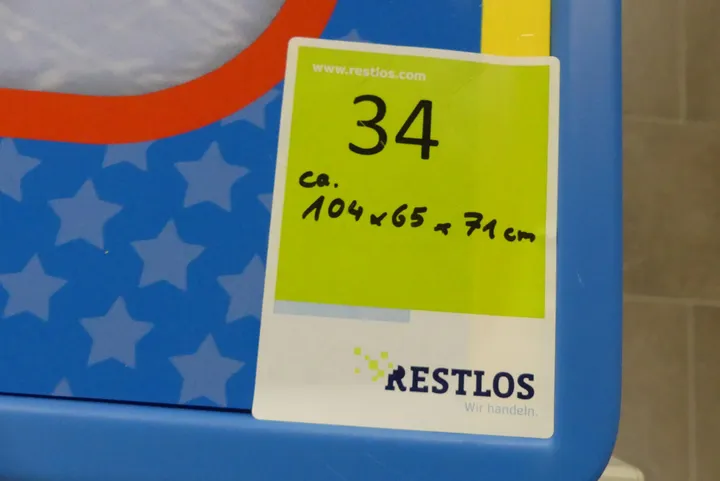 www.restlos.com
34
ca.
104 x 65 x 71 cm
RESTLOS
Wir handeln.